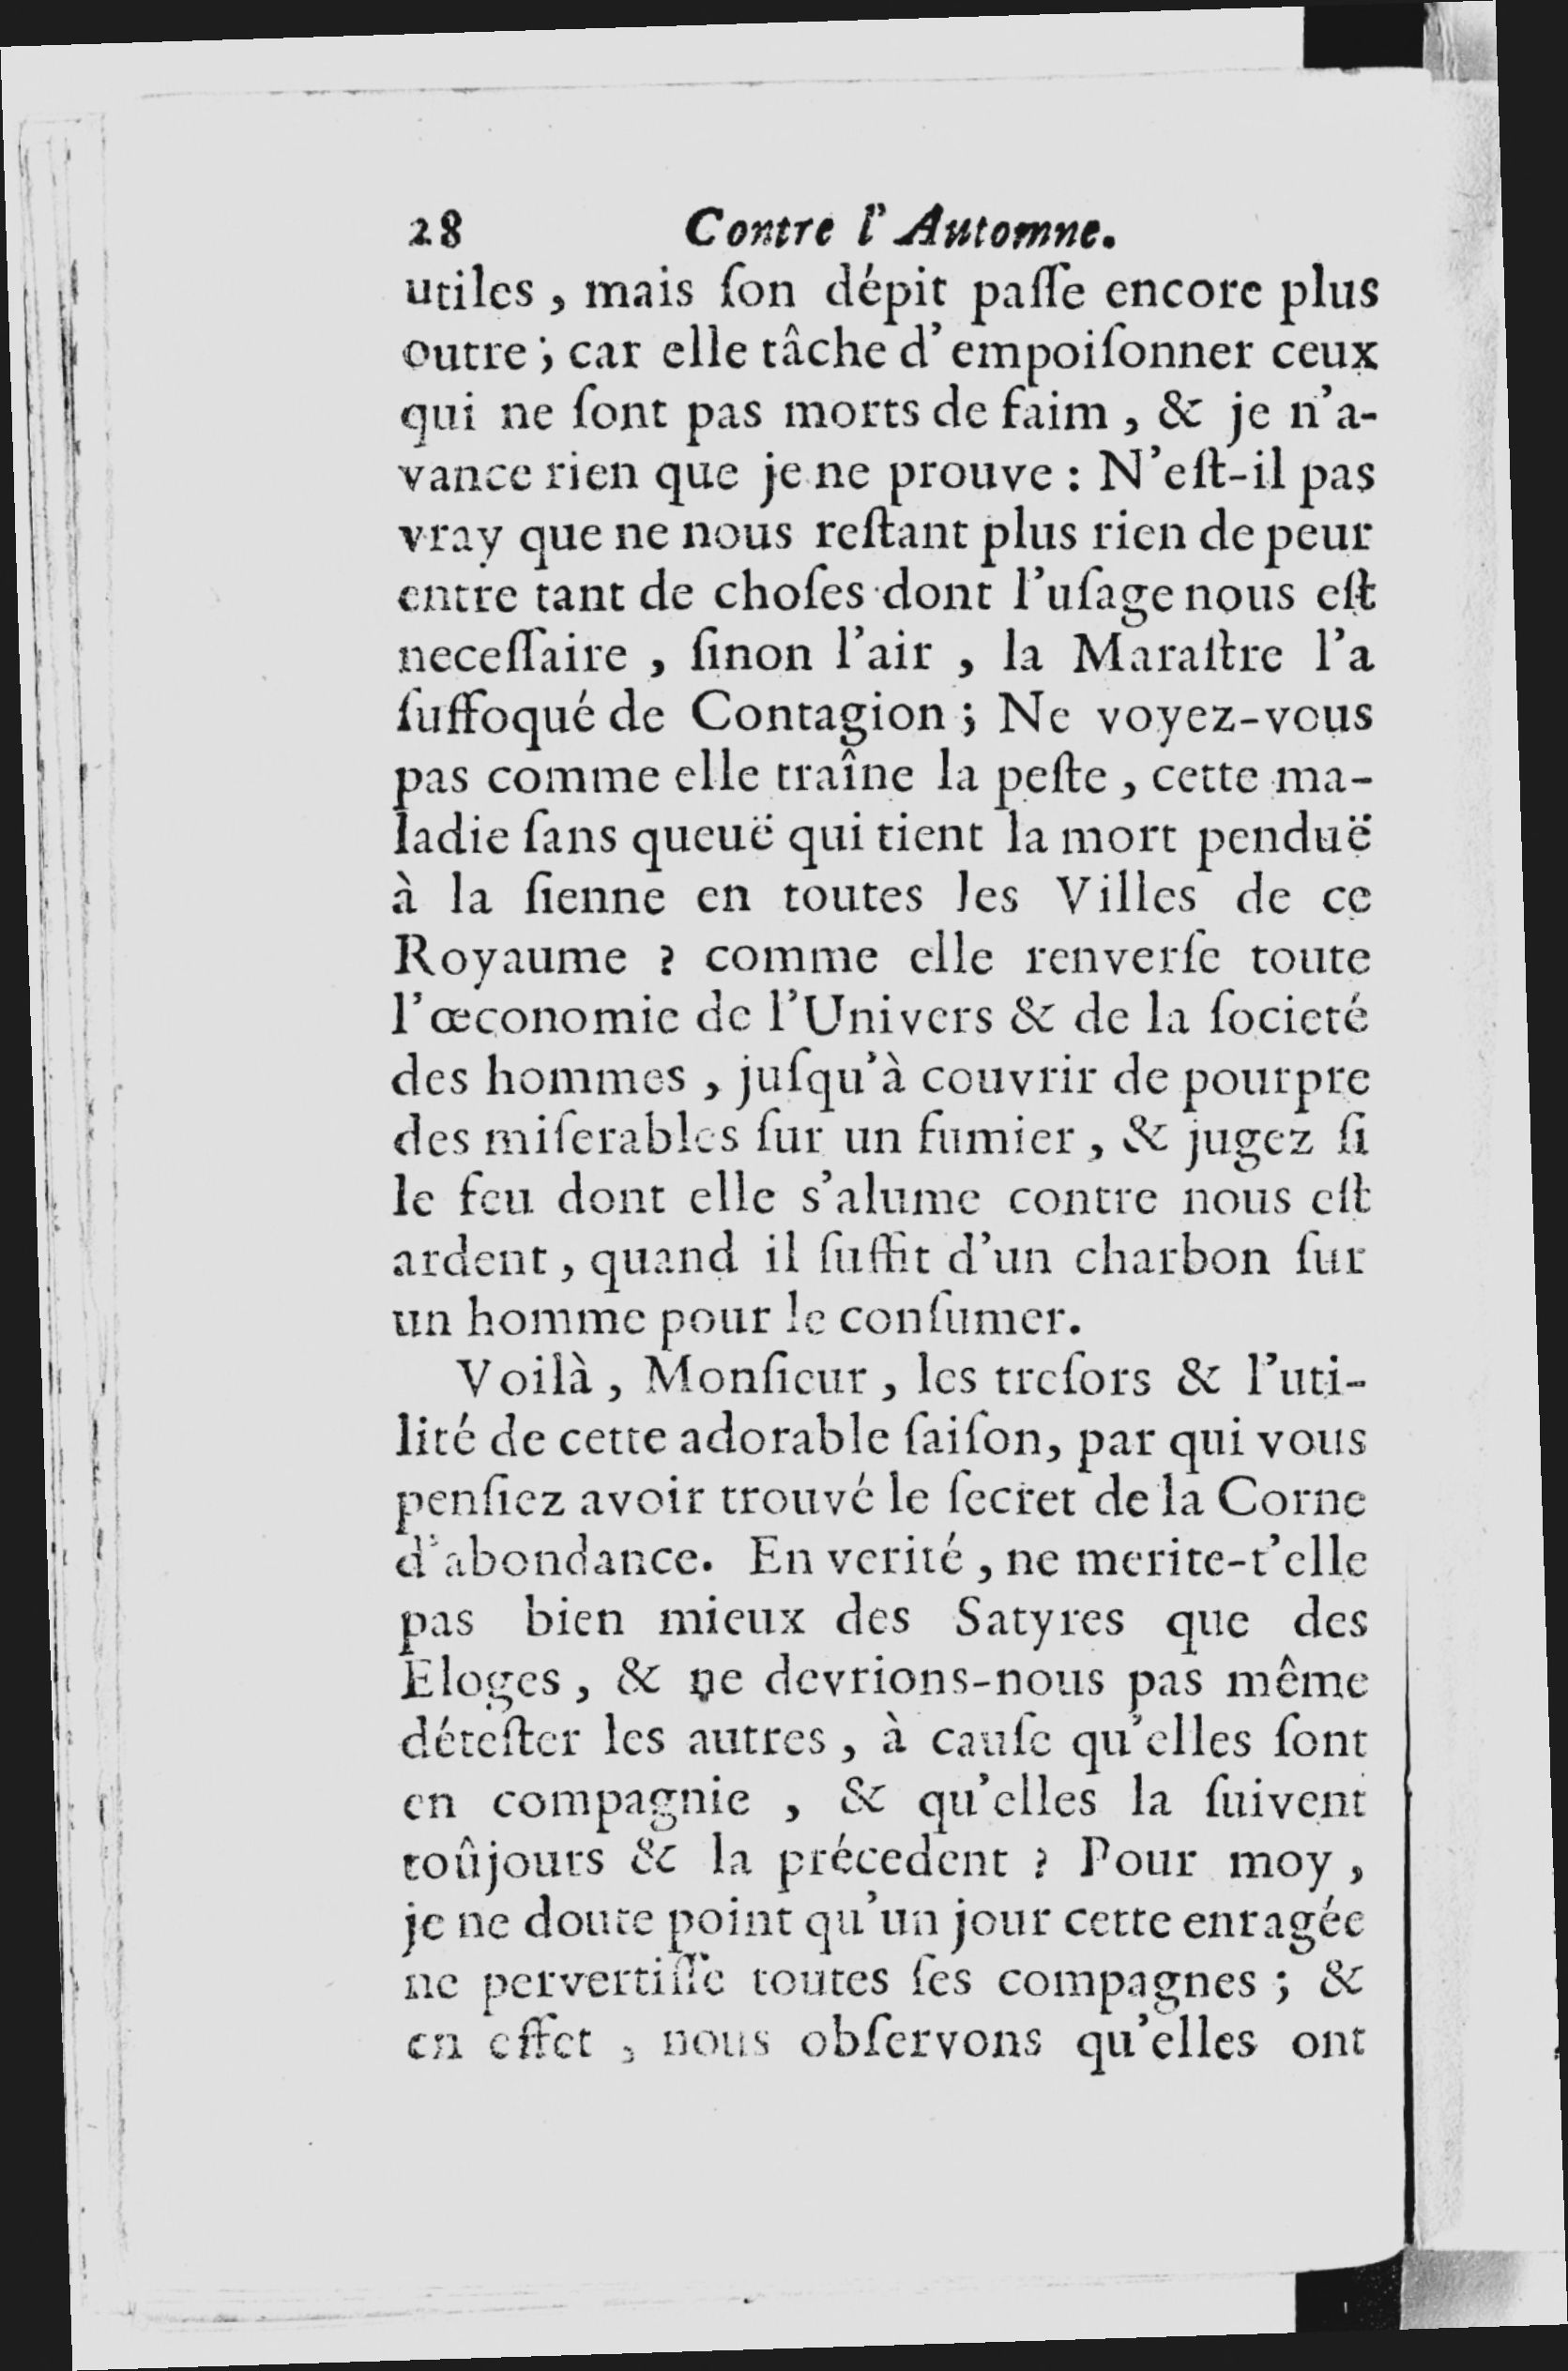 28 Contre l'Automne.
utiles, mais ſon dépit paſſe encore plus
outre; car elle tâche d'empoiſonner ceux
qui ne ſont pas morts de faim, & je n'a-
vance rien que je ne prouve: N'eſt-il pas
vray que ne nous reſtant plus rien de peur
entre tant de choſes dont l'uſage nous eſt
neceſſaire, ſinon l'air, la Maraſtre l'a
ſuffoqué de Contagion; Ne voyez-vous
pas comme elle traîne la peſte, cette ma-
ladie ſans queuë qui tient la mort penduë
à la ſienne en toutes les Villes de ce
Royaume? comme elle renverſe toute
l'œconomie de l'Univers & de la ſocieté
des hommes, juſqu'à couvrir de pourpre
des miſerables ſur un fumier, & jugez ſi
le feu dont elle s'alume contre nous eſt
ardent, quand il ſuffit d'un charbon ſur
un homme pour le conſumer.
Voilà, Monſieur, les treſors & l'uti-
lité de cette adorable ſaiſon, par qui vous
penſiez avoir trouvé le ſecret de la Corne
d'abondance. En verité, ne merite-t'elle
pas bien mieux des Satyres que des
Eloges, & ne devrions-nous pas même
déteſter les autres, à cauſe qu'elles ſont
en compagnie, & qu'elles la ſuivent
toûjours & la précedent? Pour moy,
je ne doute point qu'un jour cette enragée
ne pervertiſſe toutes ſes compagnes; &
en effet, nous obſervons qu'elles ont